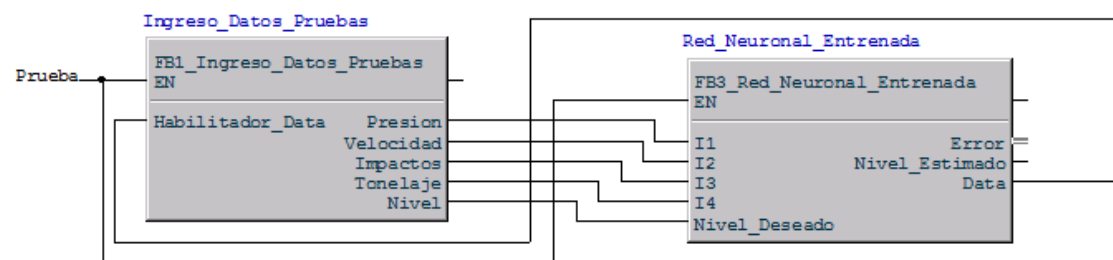 Ingreso_Datos_Pruebas
Prueba
FB1_Ingreso_Datos_Pruebas
EN
Habilitador_Data Presion
Velocidad
Impactos
Tonelaje
Nivel
Red_Neuronal_Entrenada
FB3_Red_Neuronal_Entrenada
EN
I1 Error
I2 Nivel_Estimado
I3 Data
I4
Nivel_Deseado